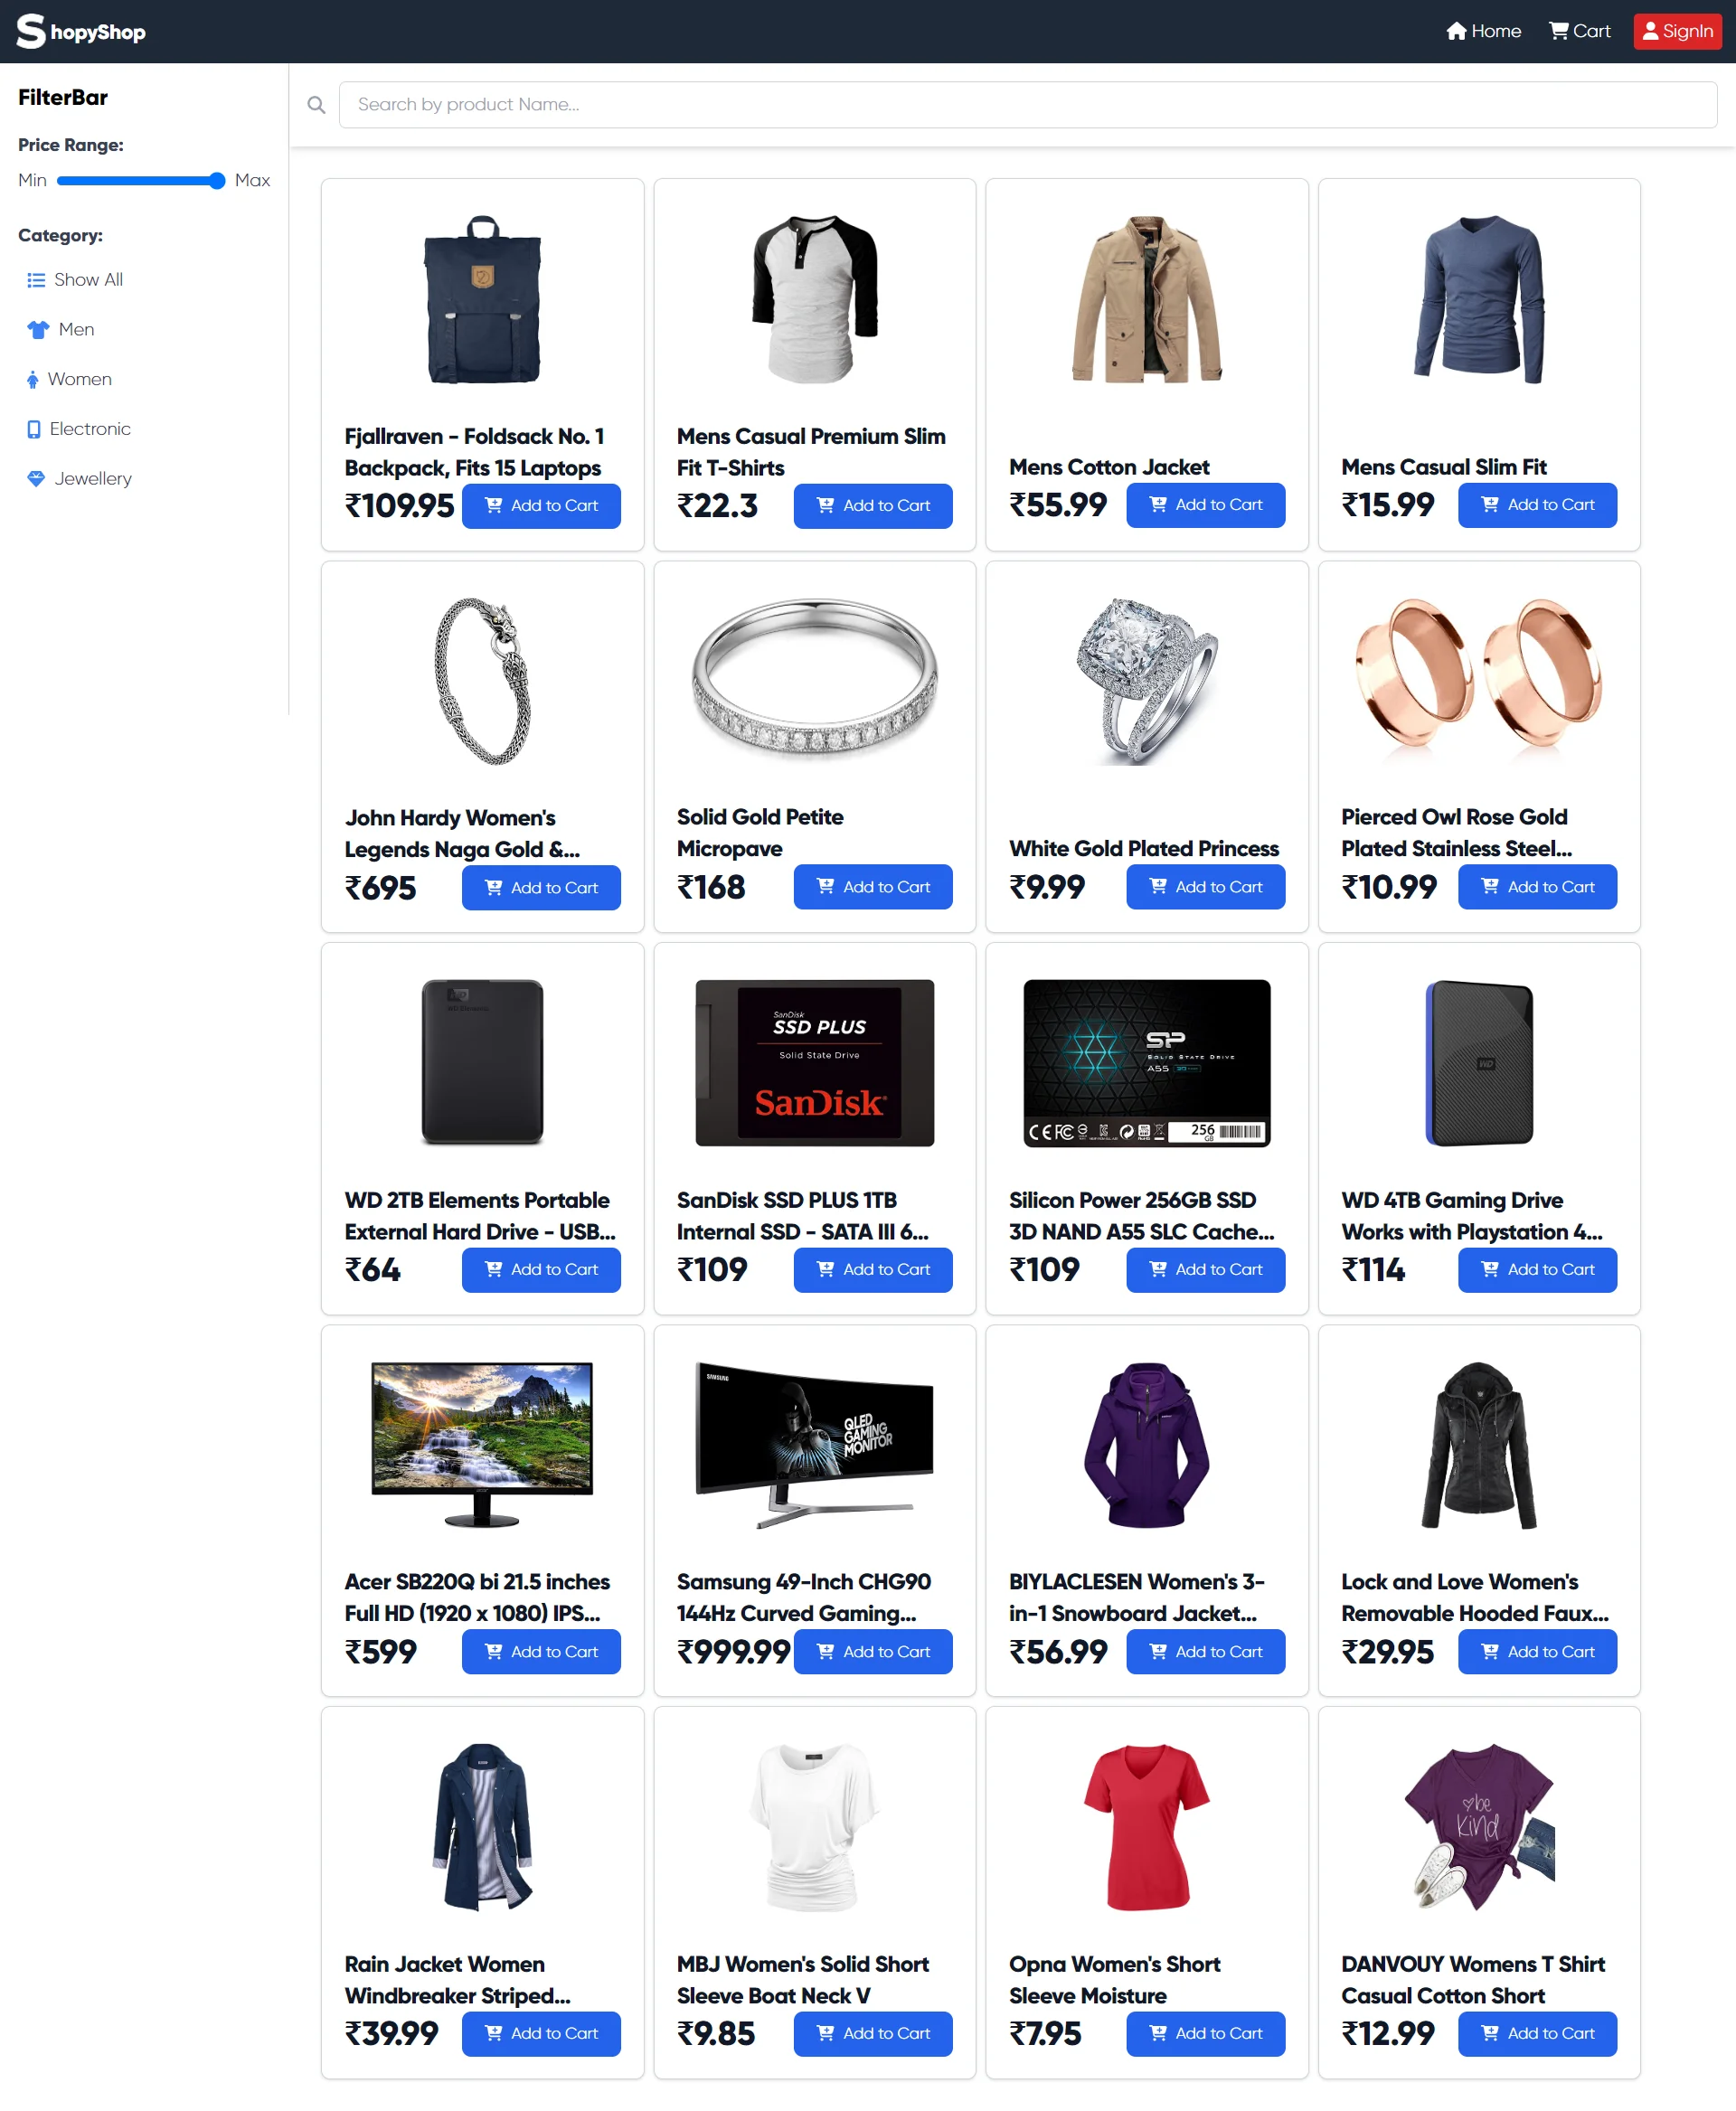 ShopyShop
Home Cart SignIn
FilterBar
Search by product Name...
Price Range:
Min Max
Category:
Show All
Men
Women
Electronic
Jewellery
Fjallraven - Foldsack No. 1
Backpack, Fits 15 Laptops
₹109.95 Add to Cart
Mens Casual Premium Slim
Fit T-Shirts
₹22.3 Add to Cart
Mens Cotton Jacket
₹55.99 Add to Cart
Mens Casual Slim Fit
₹15.99 Add to Cart
John Hardy Women's
Legends Naga Gold &...
₹695 Add to Cart
Solid Gold Petite
Micropave
₹168 Add to Cart
White Gold Plated Princess
₹9.99 Add to Cart
Pierced Owl Rose Gold
Plated Stainless Steel...
₹10.99 Add to Cart
WD
WD Elements
WD 2TB Elements Portable
External Hard Drive - USB...
₹64 Add to Cart
SanDisk
SSD PLUS
Solid State Drive
SanDisk
SanDisk SSD PLUS 1TB
Internal SSD - SATA III 6...
₹109 Add to Cart
SP
SOLID STATE DRIVE
A55
256
GB
Silicon Power 256GB SSD
3D NAND A55 SLC Cache...
₹109 Add to Cart
WD
WD 4TB Gaming Drive
Works with Playstation 4...
₹114 Add to Cart
acer
Acer SB220Q bi 21.5 inches
Full HD (1920 x 1080) IPS...
₹599 Add to Cart
SAMSUNG
QLED
GAMING
MONITOR
Samsung 49-Inch CHG90
144Hz Curved Gaming...
₹999.99 Add to Cart
BIYLACLESEN Women's 3-
in-1 Snowboard Jacket...
₹56.99 Add to Cart
Lock and Love Women's
Removable Hooded Faux...
₹29.95 Add to Cart
Rain Jacket Women
Windbreaker Striped...
₹39.99 Add to Cart
MBJ Women's Solid Short
Sleeve Boat Neck V
₹9.85 Add to Cart
Opna Women's Short
Sleeve Moisture
₹7.95 Add to Cart
be
kind
DANVOUY Womens T Shirt
Casual Cotton Short
₹12.99 Add to Cart